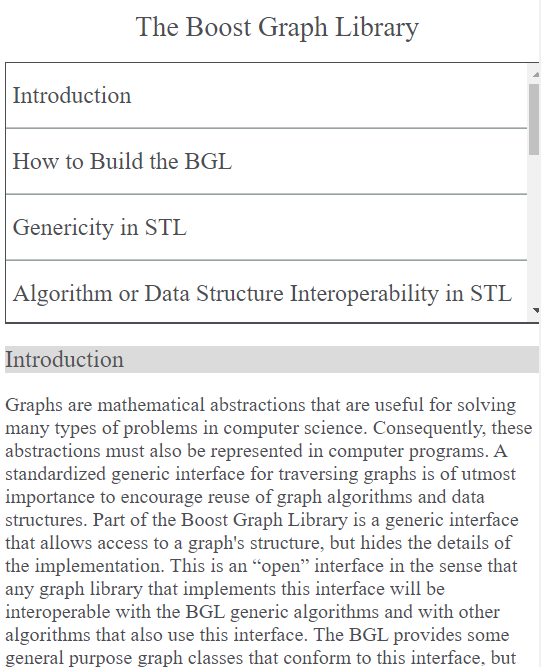 The Boost Graph Library
Introduction
How to Build the BGL
Genericity in STL
Algorithm or Data Structure Interoperability in STL
Introduction
Graphs are mathematical abstractions that are useful for solving
many types of problems in computer science. Consequently, these
abstractions must also be represented in computer programs. A
standardized generic interface for traversing graphs is of utmost
importance to encourage reuse of graph algorithms and data
structures. Part of the Boost Graph Library is a generic interface
that allows access to a graph's structure, but hides the details of
the implementation. This is an “open” interface in the sense that
any graph library that implements this interface will be
interoperable with the BGL generic algorithms and with other
algorithms that also use this interface. The BGL provides some
general purpose graph classes that conform to this interface, but